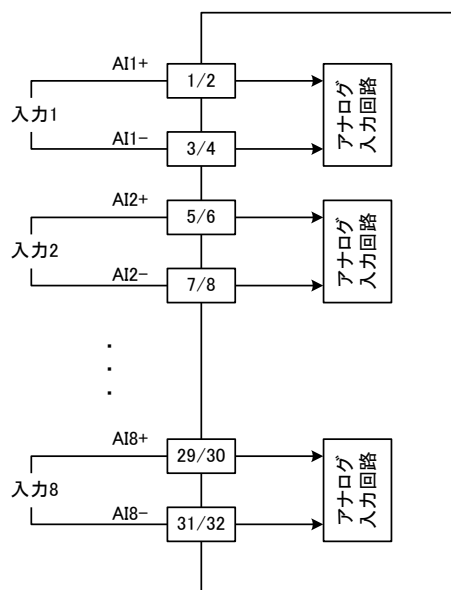 AI1+
1/2
入力1
AI1-
3/4
アナログ
入力回路
AI2+
5/6
入力2
AI2-
7/8
アナログ
入力回路
・
・
・
AI8+
29/30
入力8
AI8-
31/32
アナログ
入力回路